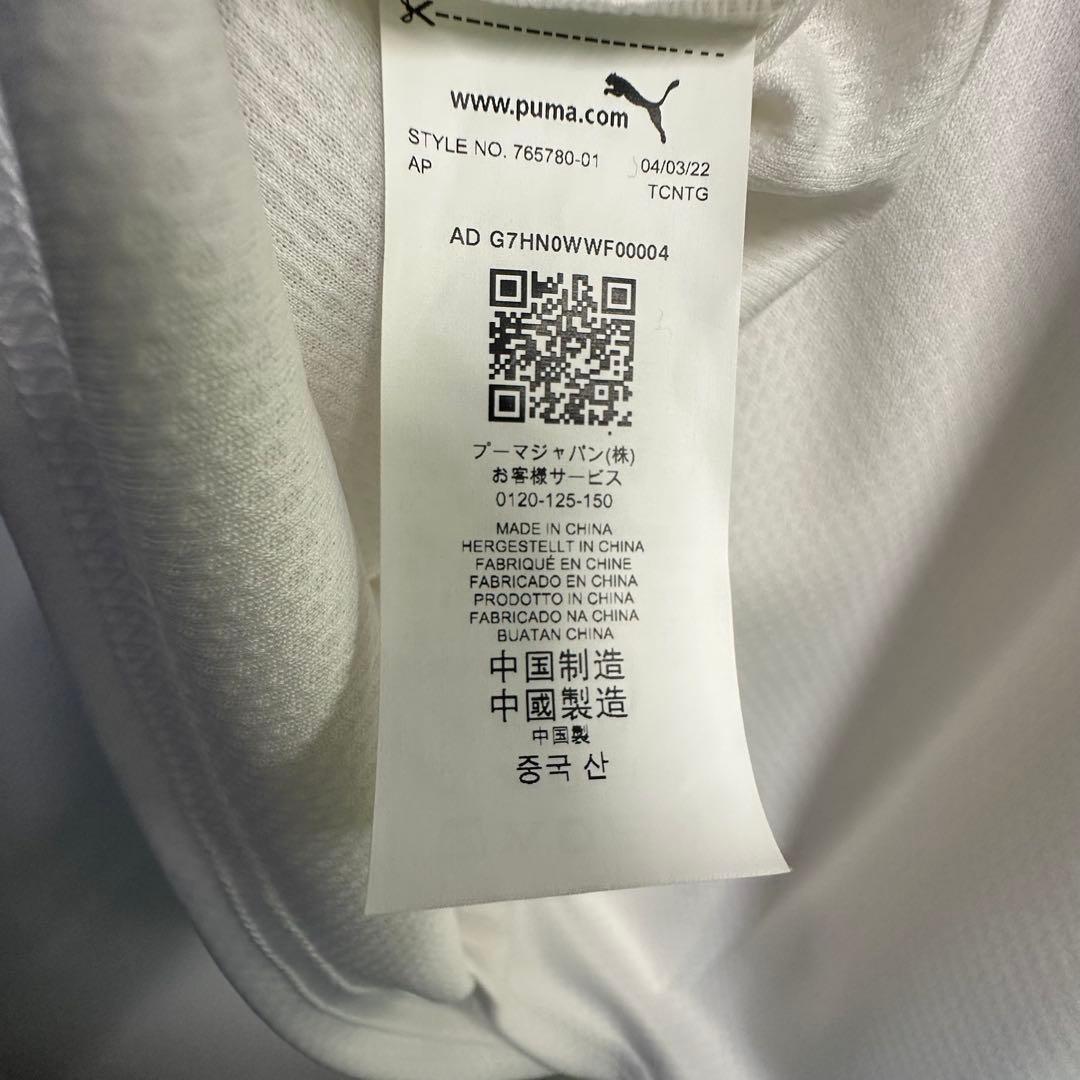 www.puma.com
STYLE NO. 765780-01 04/03/22
AP TCNTG
AD G7HN0WWF00004
プーマジャパン(株)
お客様サービス
0120-125-150
MADE IN CHINA
HERGESTELLT IN CHINA
FABRIQUÉ EN CHINE
FABRICADO EN CHINA
PRODOTTO IN CHINA
FABRICADO NA CHINA
BUATAN CHINA
中国制造
中國製造
中国製
중국 산